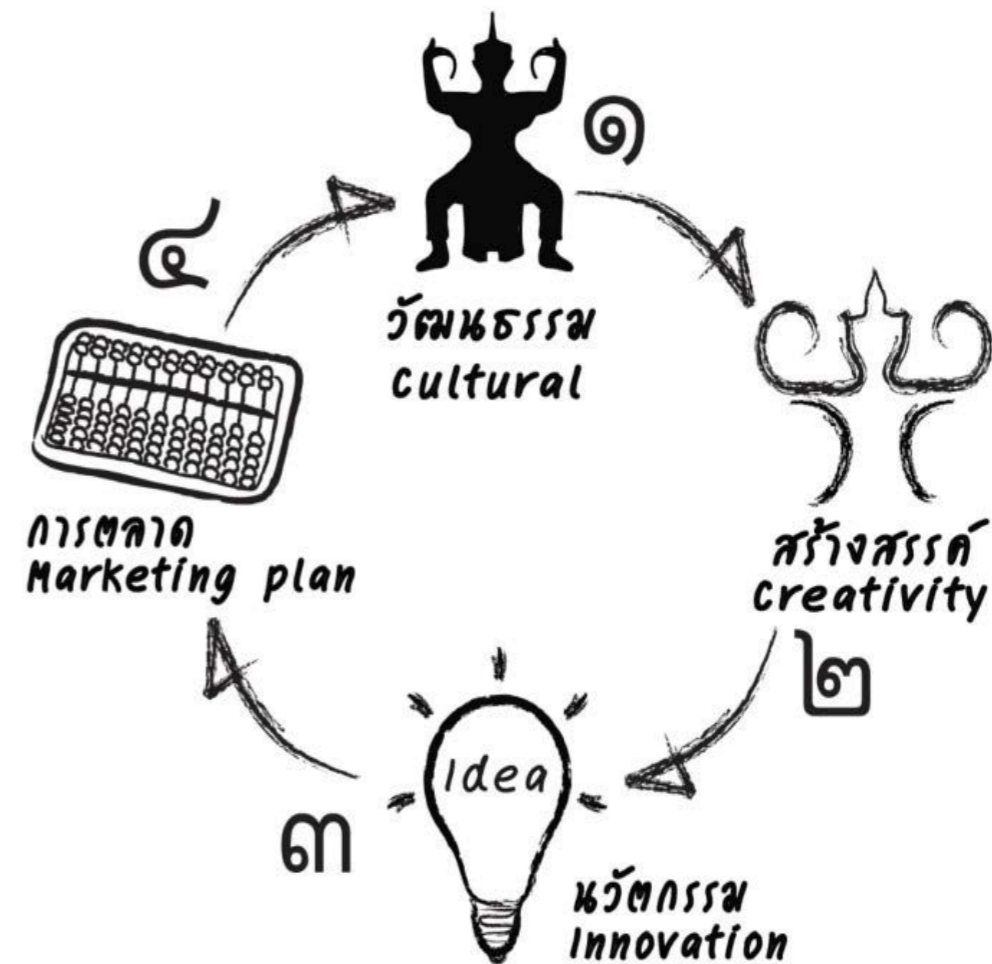 ๑
วัฒนธรรม
Cultural
๔
การตลาด
Marketing plan
สร้างสรรค์
Creativity
๒
Idea
๓
นวัตกรรม
Innovation